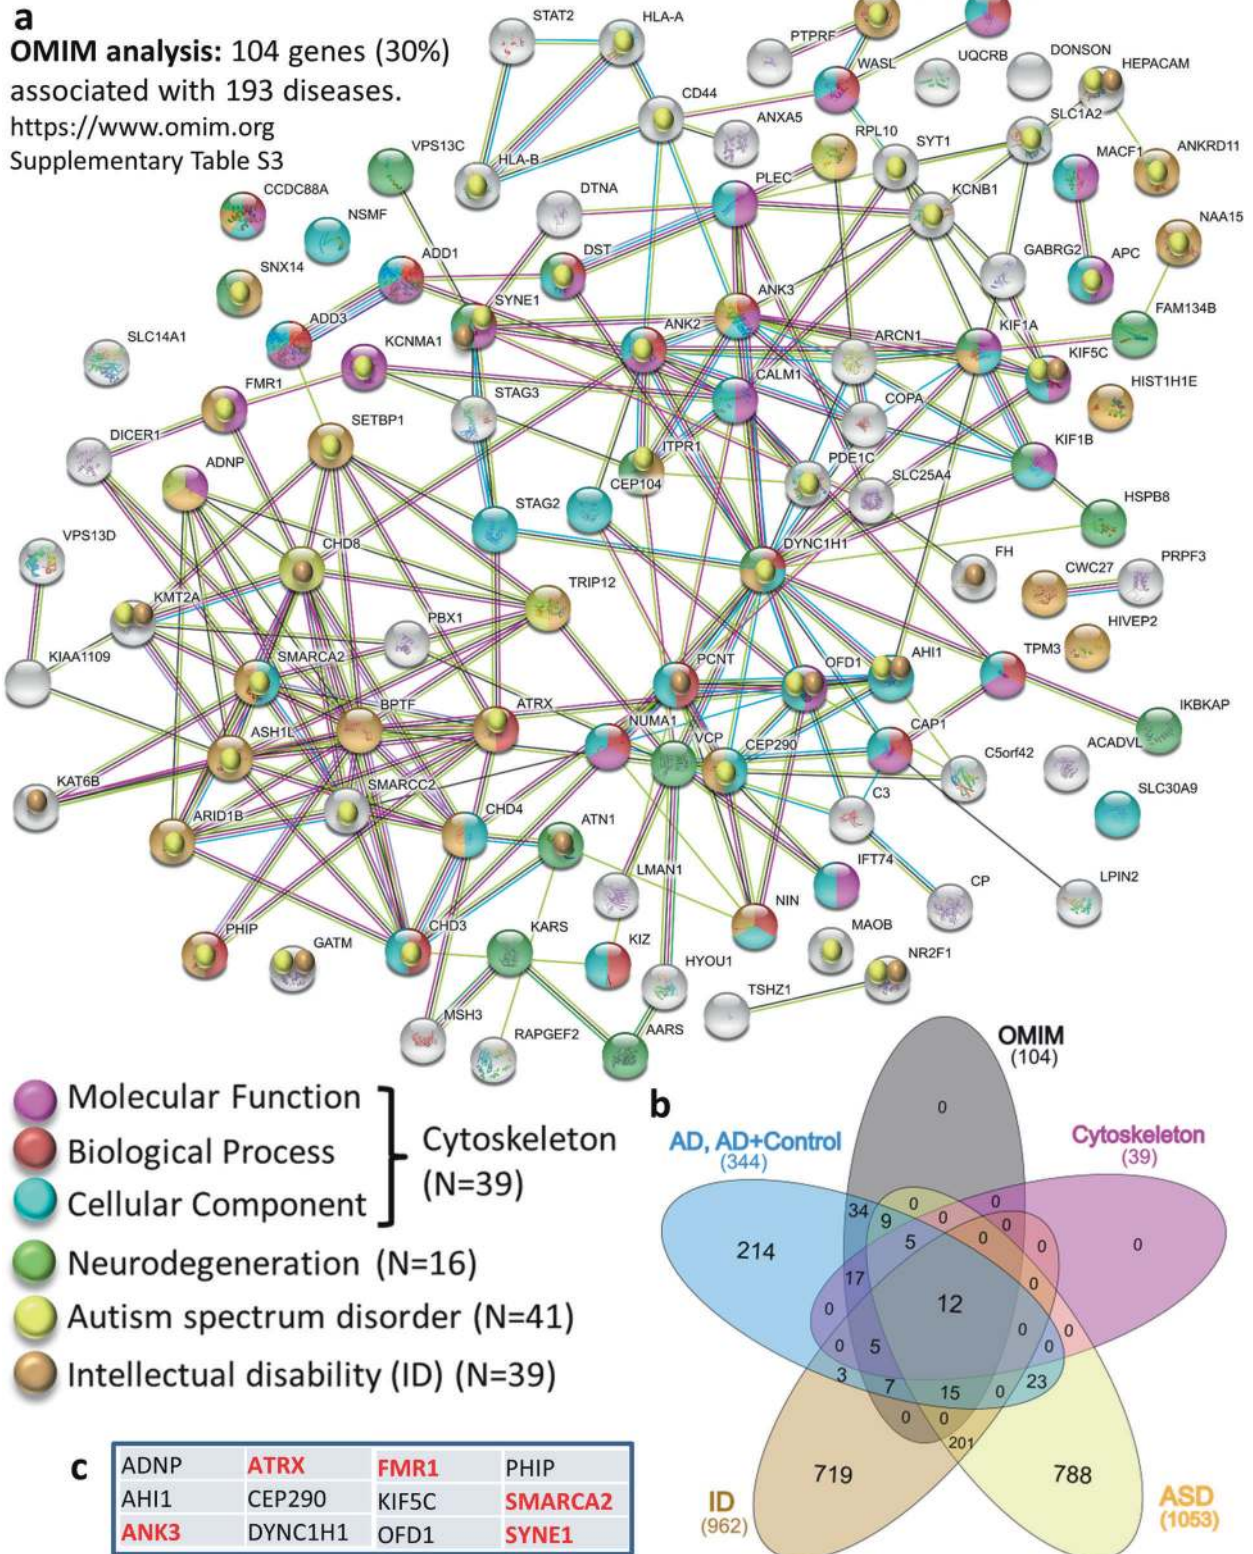 a
OMIM analysis: 104 genes (30%)
associated with 193 diseases.
https://www.omim.org
Supplementary Table S3
STAT2
HLA-A
PTPRF
WASL
UQCRB
DONSON
HEPACAM
CD44
ANXA5
SLC1A2
VPS13C
HLA-B
RPL10
SYT1
MACF1
ANKRD11
CCDC88A
DTNA
PLEC
KCNB1
NSMF
NAA15
GABRG2
APC
ADD1
DST
SNX14
ANK3
SYNE1
FAM134B
ADD3
ANK2
ARCN1
KIF1A
SLC14A1
KCNMA1
KIF5C
CALM1
HIST1H1E
FMR1
STAG3
COPA
SETBP1
DICER1
ITPR1
KIF1B
ADNP
PDE1C
CEP104
SLC25A4
STAG2
HSPB8
VPS13D
CHD8
DYNC1H1
FH
PRPF3
CWC27
TRIP12
KMT2A
PBX1
HIVEP2
KIAA1109
SMARCA2
PCNT
OFD1
AHI1
TPM3
ATRX
BPTF
NUMA1
IKBKAP
ASH1L
VCP
CEP290
CAP1
C5orf42
ACADVL
KAT6B
SMARCC2
SLC30A9
ARID1B
CHD4
ATN1
C3
LMAN1
IFT74
CP
LPIN2
NIN
PHIP
GATM
CHD3
KARS
KIZ
MAOB
HYOU1
NR2F1
TSHZ1
MSH3
RAPGEF2
AARS
Molecular Function
Biological Process
Cellular Component
Cytoskeleton
(N=39)
Neurodegeneration (N=16)
Autism spectrum disorder (N=41)
Intellectual disability (ID) (N=39)
b
OMIM
(104)
AD, AD+Control
(344)
Cytoskeleton
(39)
0
34 9 0 0 0
5 0 0 0
214 0
17 0
0 12
0 0
0 5 0
3 7 15 0 23
0 0
201
719 788
ID
(962)
ASD
(1053)
c
ADNP ATRX FMR1 PHIP
AHI1 CEP290 KIF5C SMARCA2
ANK3 DYNC1H1 OFD1 SYNE1